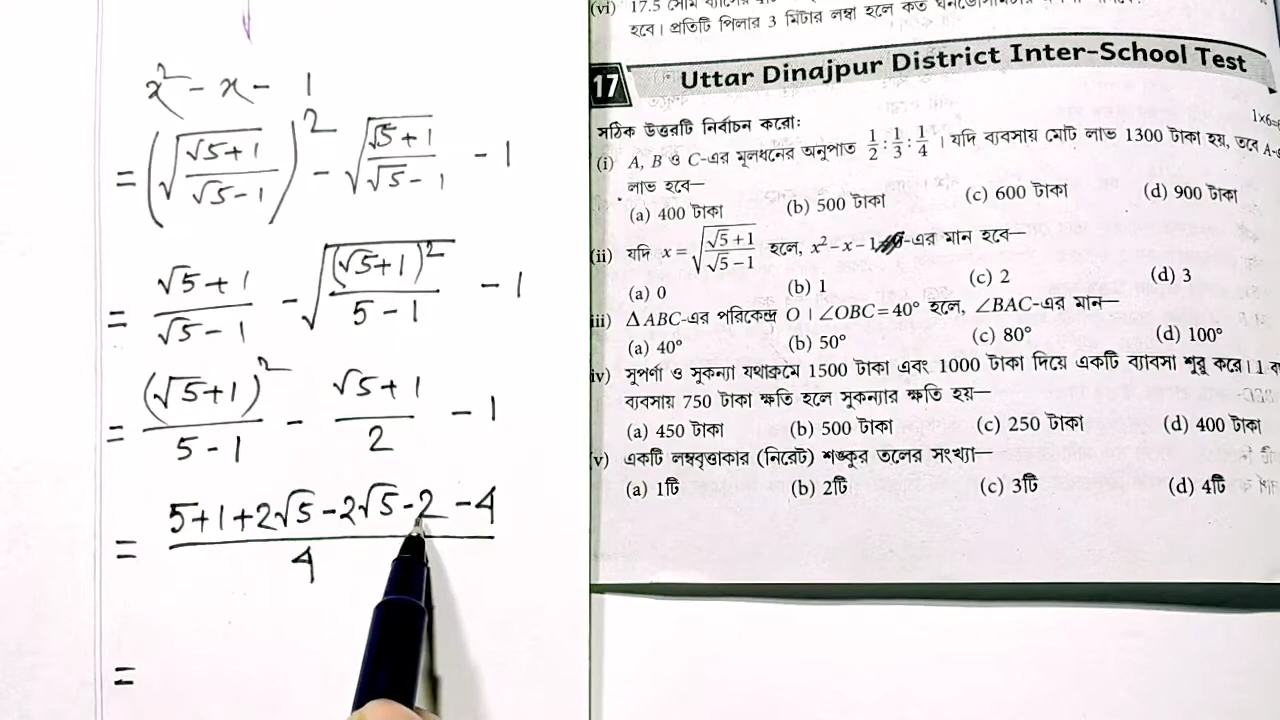 x² - x - 1
= (√((√5+1)/(√5-1)))² - √((√5+1)/(√5-1)) - 1
= (√5+1)/(√5-1) - √((√5+1)²/(5-1)) - 1
= (√5+1)²/(5-1) - (√5+1)/2 - 1
= (5+1+2√5-2√5-2-4)/4
=
(vi) 17.5
হবে। প্রতিটি পিলার 3 মিটার লম্বা হলে কত
17 Uttar Dinajpur District Inter-School Test
সঠিক উত্তরটি নির্বাচন করো:
(i) A, B ও C-এর মূলধনের অনুপাত 1/2 : 1/3 : 1/4 । যদি ব্যবসায় মোট লাভ 1300 টাকা হয়, তবে A-
লাভ হবে—
(a) 400 টাকা (b) 500 টাকা (c) 600 টাকা (d) 900 টাকা
(ii) যদি x = √((√5+1)/(√5-1)) হলে, x² - x - 1 -এর মান হবে—
(a) 0 (b) 1 (c) 2 (d) 3
iii) ΔABC-এর পরিকেন্দ্র O । ∠OBC = 40° হলে, ∠BAC-এর মান—
(a) 40° (b) 50° (c) 80° (d) 100°
iv) সুপর্ণা ও সুকন্যা যথাক্রমে 1500 টাকা এবং 1000 টাকা দিয়ে একটি ব্যাবসা শুরু করে। 1
ব্যবসায় 750 টাকা ক্ষতি হলে সুকন্যার ক্ষতি হয়—
(a) 450 টাকা (b) 500 টাকা (c) 250 টাকা (d) 400 টাকা
v) একটি লম্ববৃত্তাকার (নিরেট) শঙ্কুর তলের সংখ্যা—
(a) 1টি (b) 2টি (c) 3টি (d) 4টি